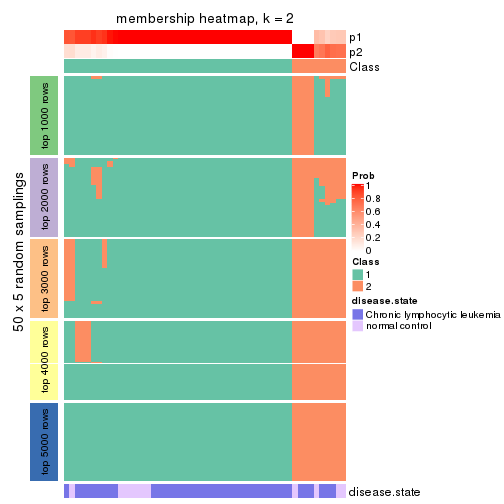 membership heatmap, k = 2
p1
p2
Class
50 x 5 random samplings
top 1000 rows
top 2000 rows
top 3000 rows
top 4000 rows
top 5000 rows
Prob
1
0.8
0.6
0.4
0.2
0
Class
1
2
disease.state
Chronic lymphocytic leukemia
normal control
disease.state